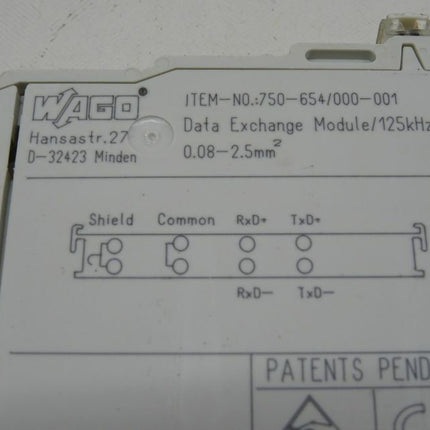 WAGO®
ITEM-NO.:750-654/000-001
Hansastr.27
Data Exchange Module/125kHz
D-32423 Minden
0.08-2.5mm²
Shield Common RxD+ TxD+
RxD- TxD-
PATENTS PEND